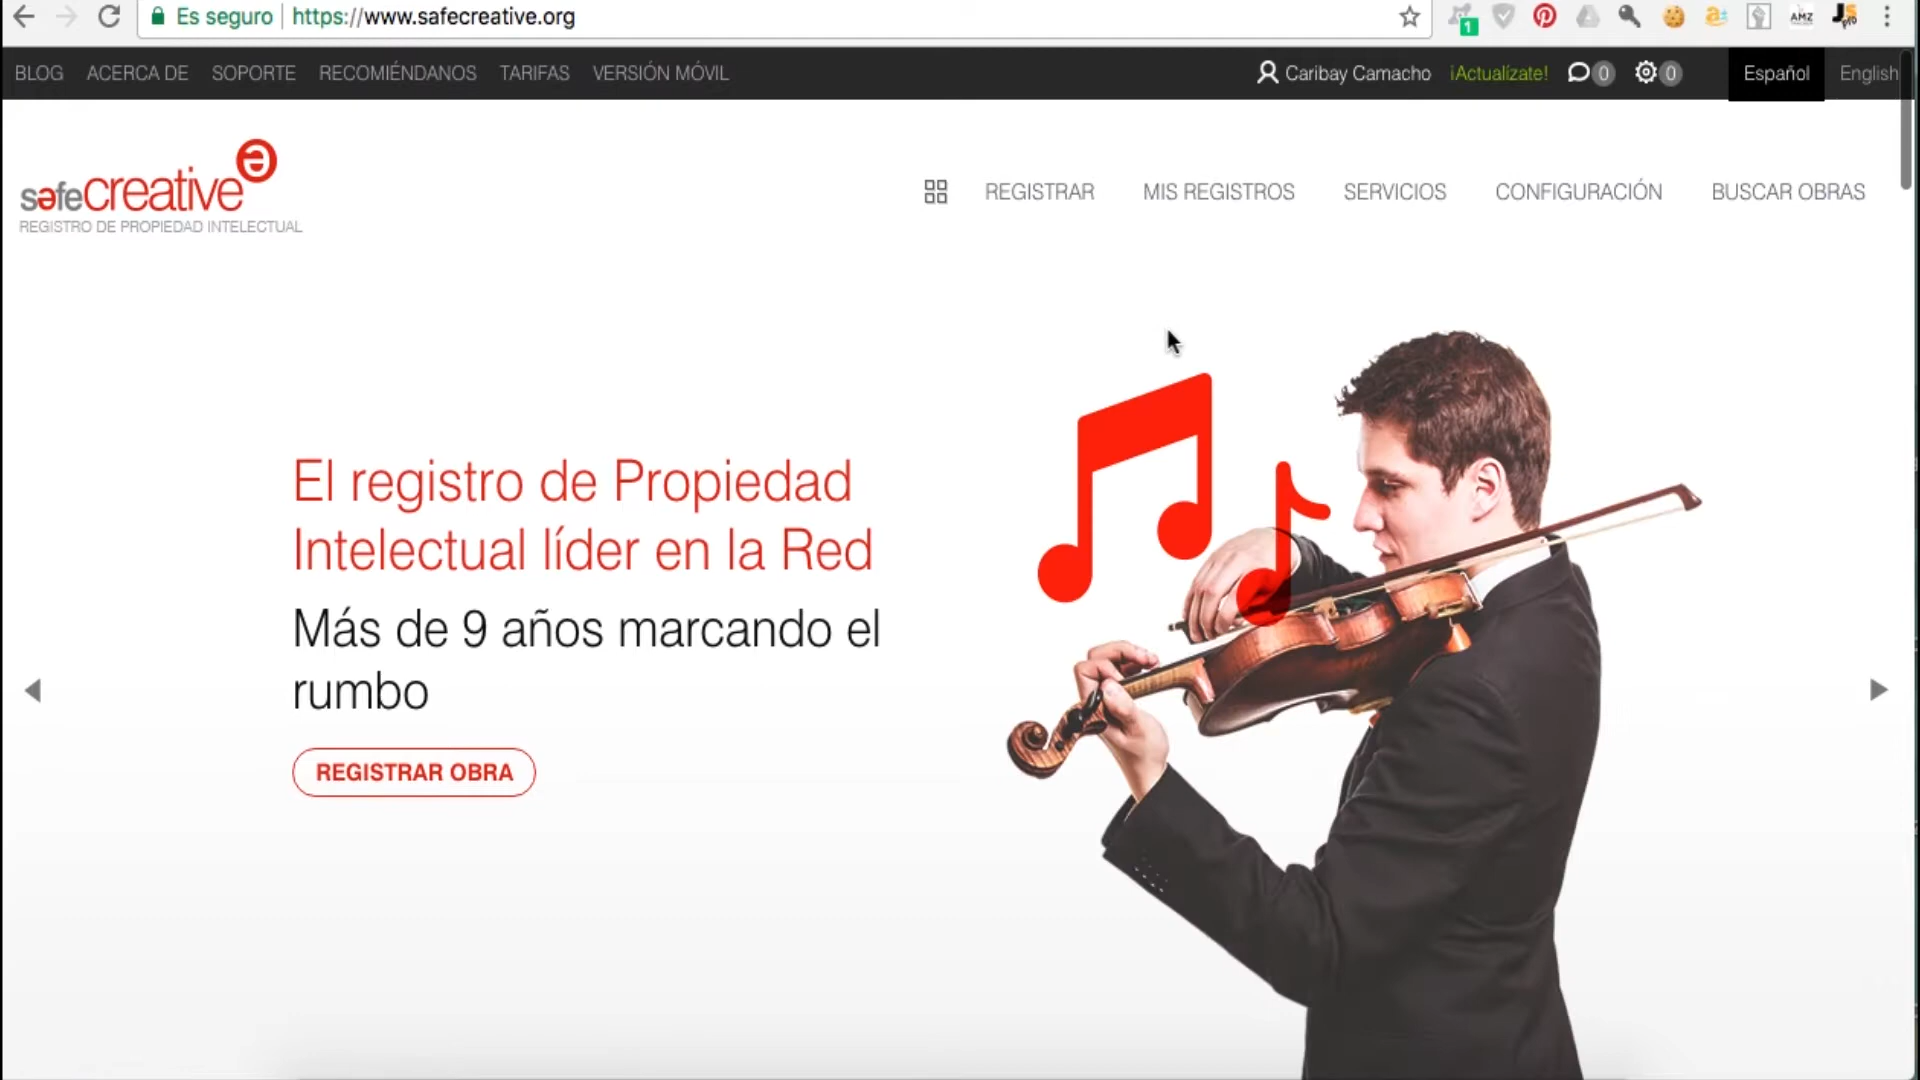 Es seguro
https://www.safecreative.org
1
AMZ
BLOG
ACERCA DE
SOPORTE
RECOMIÉNDANOS
TARIFAS
VERSIÓN MÓVIL
Caribay Camacho
¡Actualízate!
0
0
Español
English
safecreative
REGISTRO DE PROPIEDAD INTELECTUAL
REGISTRAR
MIS REGISTROS
SERVICIOS
CONFIGURACIÓN
BUSCAR OBRAS
El registro de Propiedad
Intelectual líder en la Red
Más de 9 años marcando el
rumbo
REGISTRAR OBRA